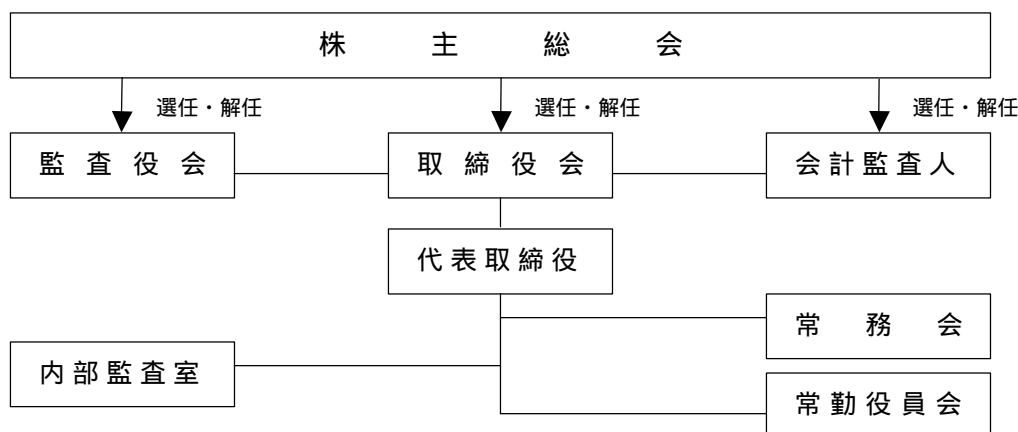 株主総会
選任・解任 選任・解任 選任・解任
監査役会 取締役会 会計監査人
代表取締役
常務会
内部監査室
常勤役員会